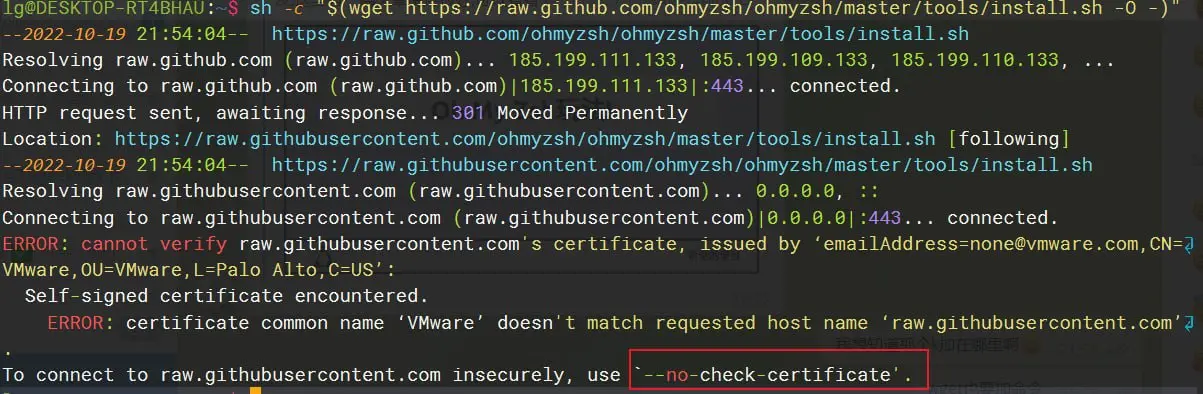 lg@DESKTOP-RT4BHAU:~$ sh -c "$(wget https://raw.github.com/ohmyzsh/ohmyzsh/master/tools/install.sh -O -)"
--2022-10-19 21:54:04--  https://raw.github.com/ohmyzsh/ohmyzsh/master/tools/install.sh
Resolving raw.github.com (raw.github.com)... 185.199.111.133, 185.199.109.133, 185.199.110.133, ...
Connecting to raw.github.com (raw.github.com)|185.199.111.133|:443... connected.
HTTP request sent, awaiting response... 301 Moved Permanently
Location: https://raw.githubusercontent.com/ohmyzsh/ohmyzsh/master/tools/install.sh [following]
--2022-10-19 21:54:04--  https://raw.githubusercontent.com/ohmyzsh/ohmyzsh/master/tools/install.sh
Resolving raw.githubusercontent.com (raw.githubusercontent.com)... 0.0.0.0, ::
Connecting to raw.githubusercontent.com (raw.githubusercontent.com)|0.0.0.0|:443... connected.
ERROR: cannot verify raw.githubusercontent.com's certificate, issued by ‘emailAddress=none@vmware.com,CN=
VMware,OU=VMware,L=Palo Alto,C=US’:
  Self-signed certificate encountered.
    ERROR: certificate common name ‘VMware’ doesn't match requested host name ‘raw.githubusercontent.com’
.
To connect to raw.githubusercontent.com insecurely, use `--no-check-certificate'.